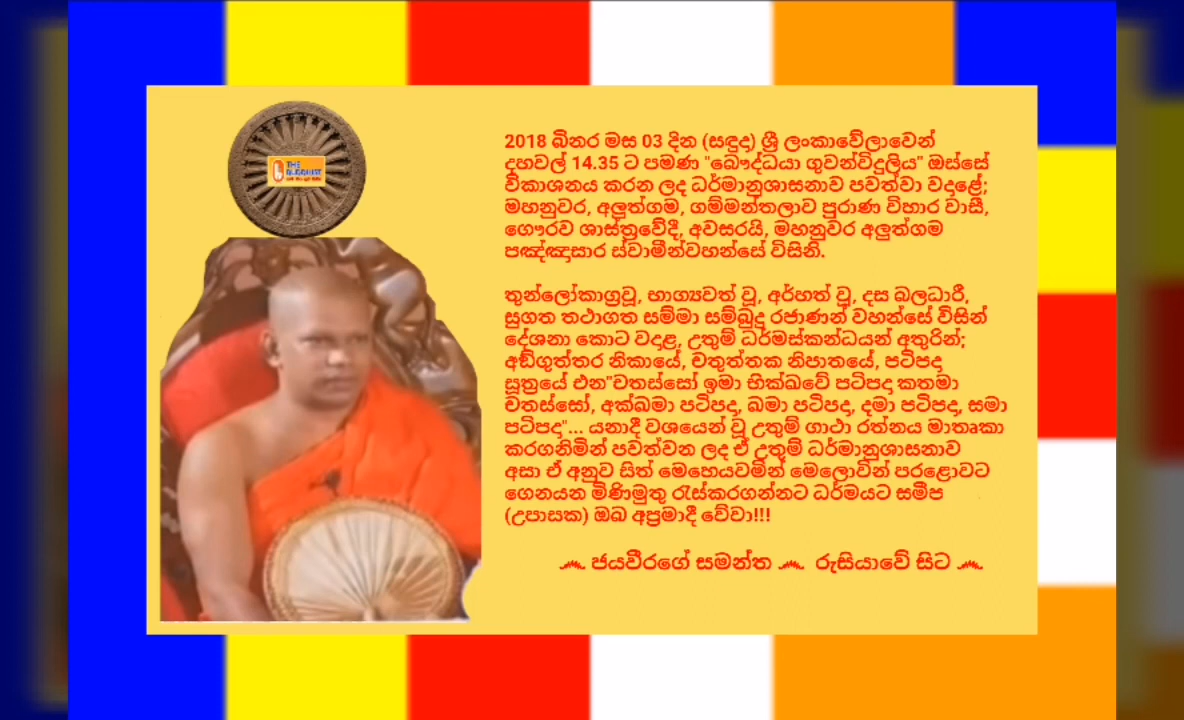 THE
BUDDHIST
2018 බිනර මස 03 දින (සඳුදා) ශ්‍රී ලංකාවේලාවෙන්
දහවල් 14.35 ට පමණ "බෞද්ධයා ගුවන්විදුලිය" ඔස්සේ
විකාශනය කරන ලද ධර්මානුශාසනාව පවත්වා වදාළේ;
මහනුවර, අලුත්ගම, ගම්මන්තලාව පුරාණ විහාර වාසී,
ගෞරව ශාස්ත්‍රවේදී, අවසරයි, මහනුවර අලුත්ගම
පඤ්ඤාසාර ස්වාමීන්වහන්සේ විසිනි.
තුන්ලෝකාග්‍රවූ, භාග්‍යවත් වූ, අර්හත් වූ, දස බලධාරී,
සුගත තථාගත සම්මා සම්බුදු රජාණන් වහන්සේ විසින්
දේශනා කොට වදාළ, උතුම් ධර්මස්කන්ධයන් අතුරින්;
අඞ්ගුත්තර නිකායේ, චතුත්තක නිපාතයේ, පටිපදා
සූත්‍රයේ එන"චතස්සෝ ඉමා භික්ඛවේ පටිපදා කතමා
චතස්සෝ, අක්ඛමා පටිපදා, ඛමා පටිපදා, දමා පටිපදා, සමා
පටිපදා"... යනාදී වශයෙන් වූ උතුම් ගාථා රත්නය මාතෘකා
කරගනිමින් පවත්වන ලද ඒ උතුම් ධර්මානුශාසනාව
අසා ඒ අනුව සිත් මෙහෙයවමින් මෙලොවින් පරළොවට
ගෙනයන මිණිමුතු රැස්කරගන්නට ධර්මයට සමීප
(උපාසක) ඔබ අප්‍රමාදී වේවා!!!
෴ ජයවීරගේ සමන්ත ෴ රුසියාවේ සිට ෴